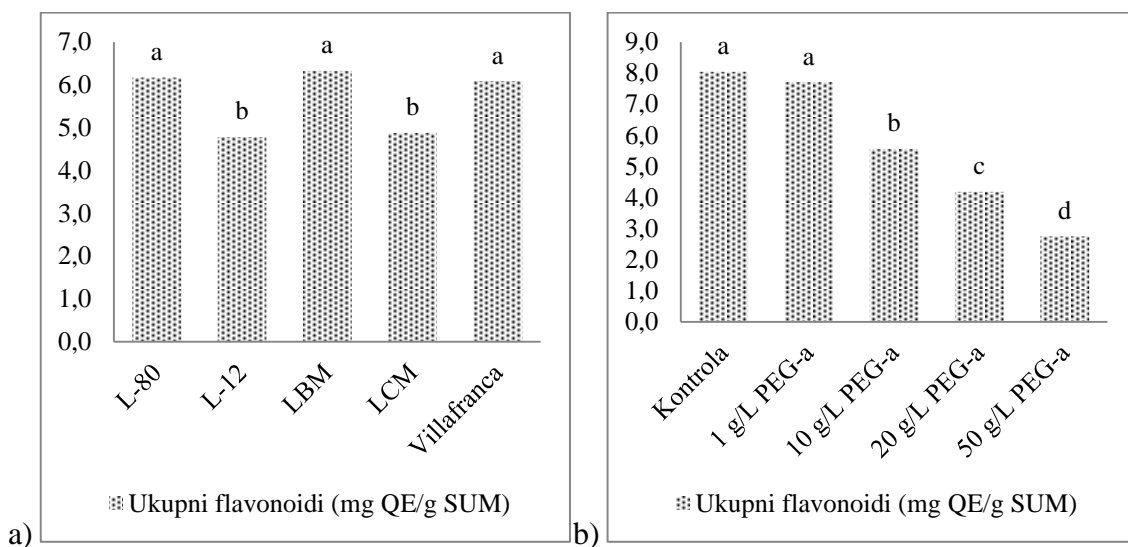 7,0
6,0
5,0
4,0
3,0
2,0
1,0
0,0
a
b
a
b
a
L-80
L-12
LBM
LCM
Villafranca
Ukupni flavonoidi (mg QE/g SUM)
a)
9,0
8,0
7,0
6,0
5,0
4,0
3,0
2,0
1,0
0,0
a
a
b
c
d
Kontrola
1 g/L PEG-a
10 g/L PEG-a
20 g/L PEG-a
50 g/L PEG-a
Ukupni flavonoidi (mg QE/g SUM)
b)